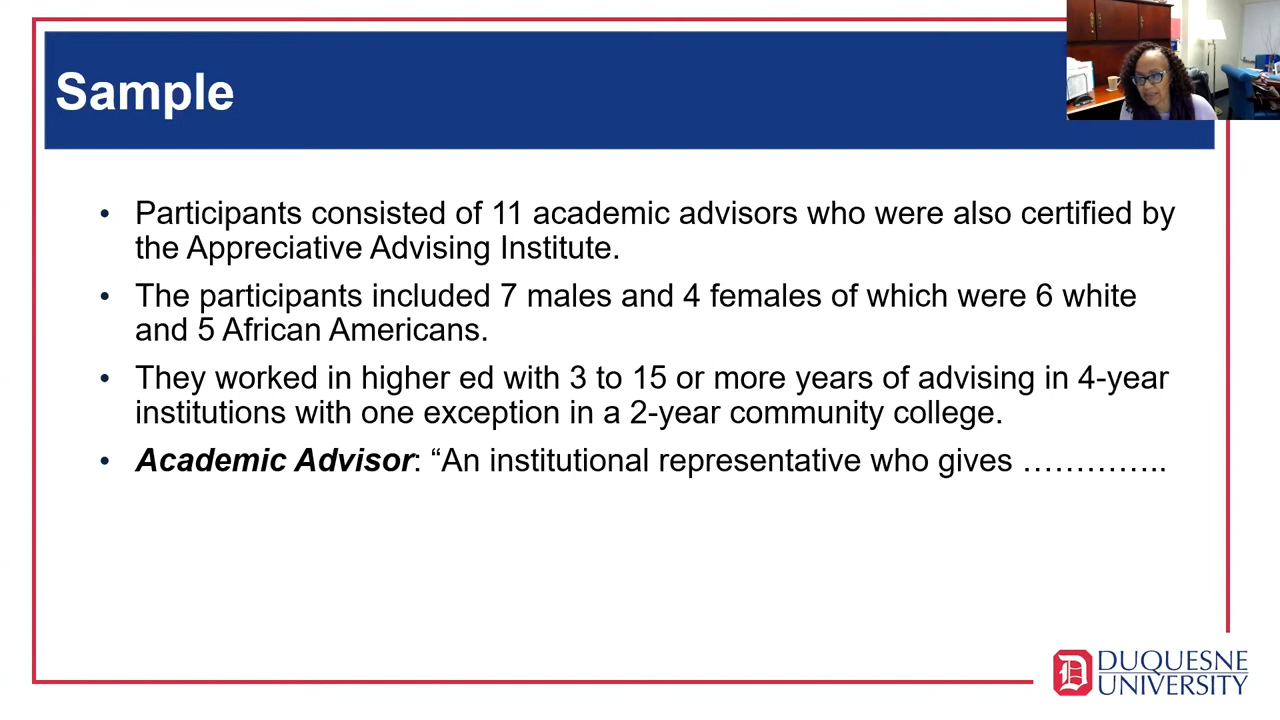 Sample
• Participants consisted of 11 academic advisors who were also certified by
the Appreciative Advising Institute.
• The participants included 7 males and 4 females of which were 6 white
and 5 African Americans.
• They worked in higher ed with 3 to 15 or more years of advising in 4-year
institutions with one exception in a 2-year community college.
• Academic Advisor: “An institutional representative who gives …………..
DUQUESNE
UNIVERSITY